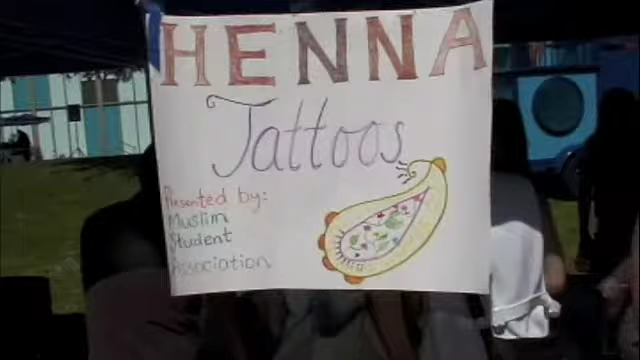 HENNA
Tattoos
Presented by:
Muslim
Student
Association